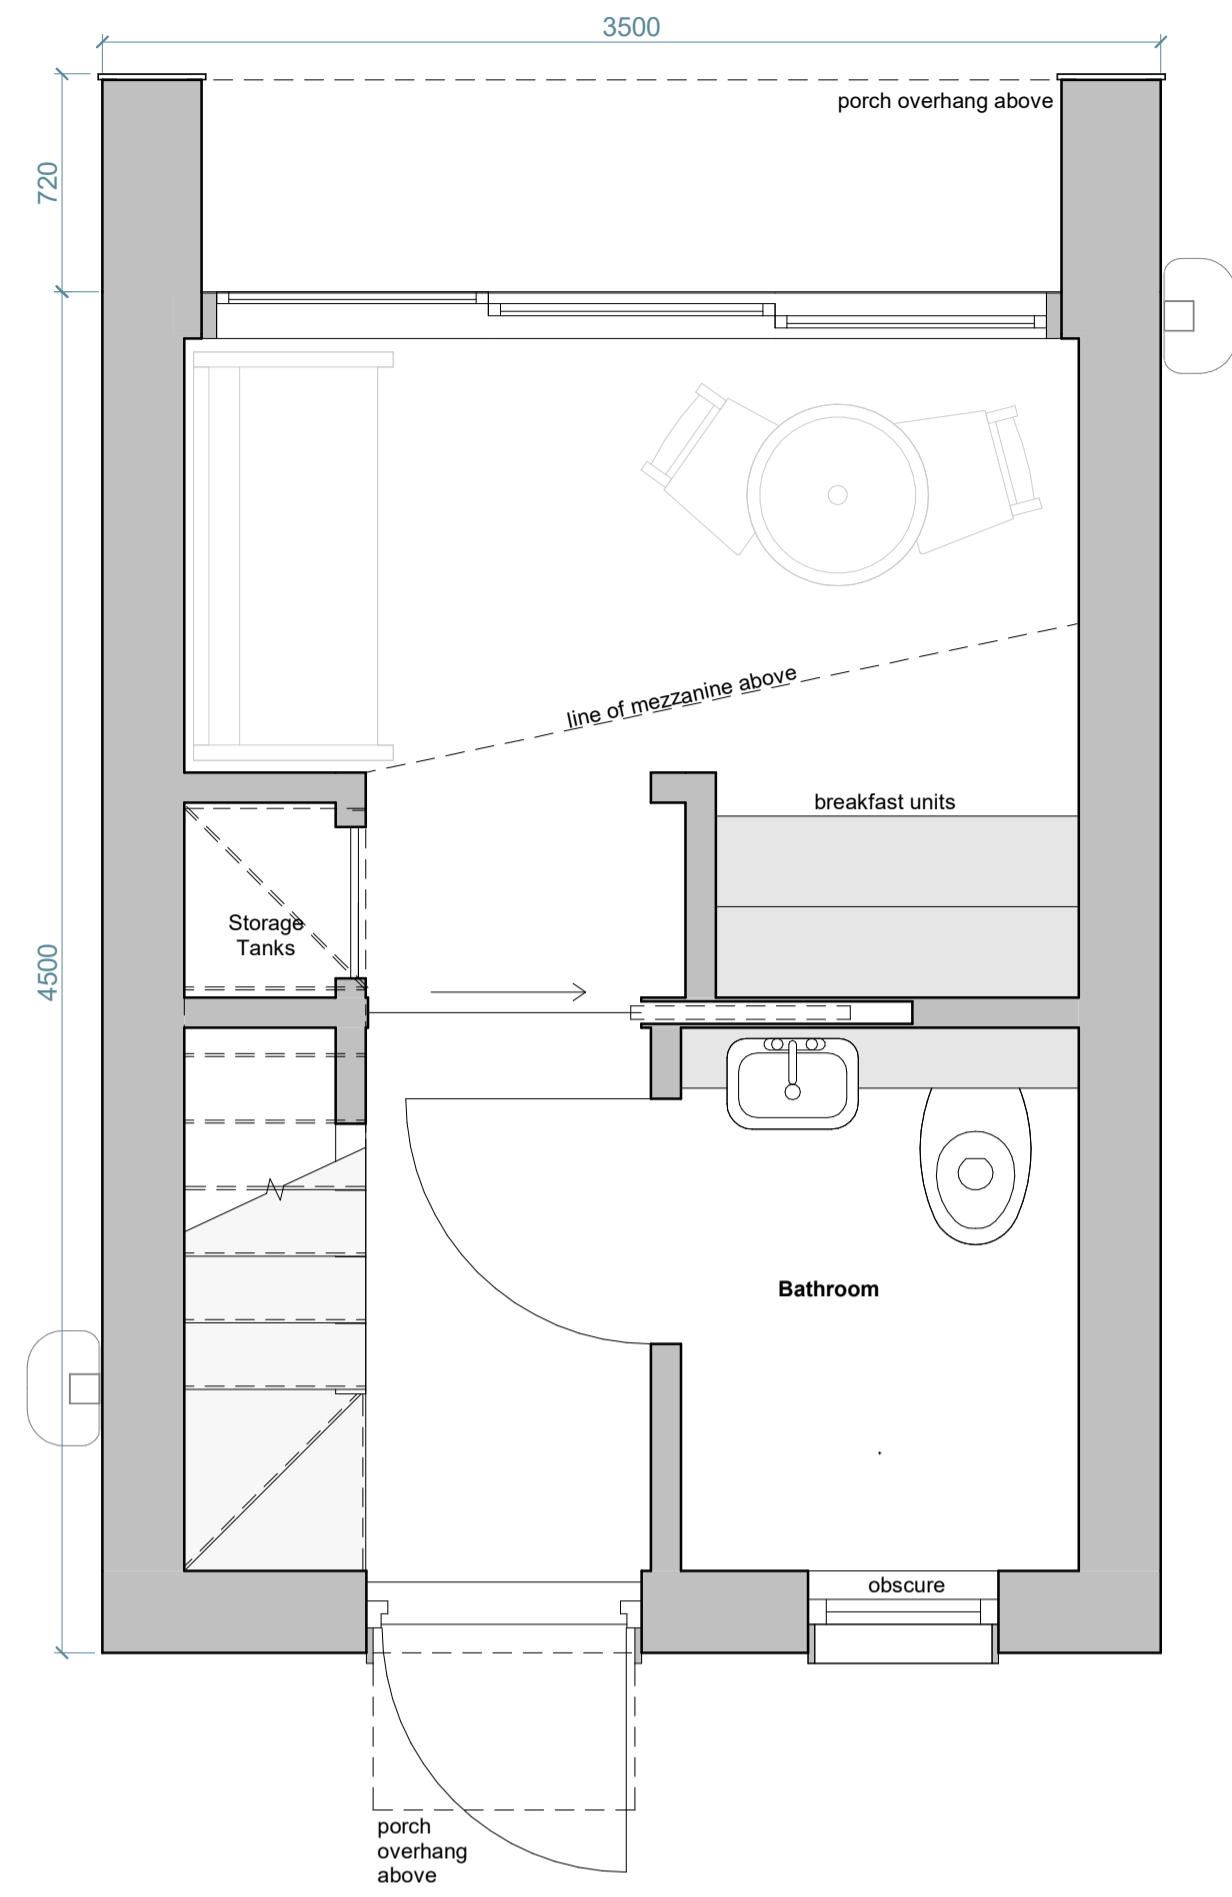 3500
porch overhang above
720
line of mezzanine above
breakfast units
Storage
Tanks
4500
Bathroom
obscure
porch
overhang
above